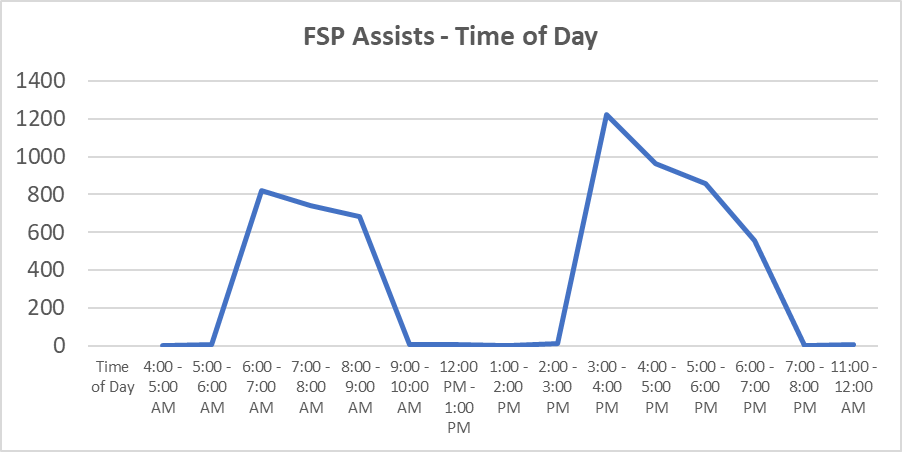 FSP Assists - Time of Day
1400
1200
1000
800
600
400
200
0
Time
of Day
4:00 -
5:00
AM
5:00 -
6:00
AM
6:00 -
7:00
AM
7:00 -
8:00
AM
8:00 -
9:00
AM
9:00 -
10:00
AM
12:00
PM -
1:00
PM
1:00 -
2:00
PM
2:00 -
3:00
PM
3:00 -
4:00
PM
4:00 -
5:00
PM
5:00 -
6:00
PM
6:00 -
7:00
PM
7:00 -
8:00
PM
11:00 -
12:00
AM